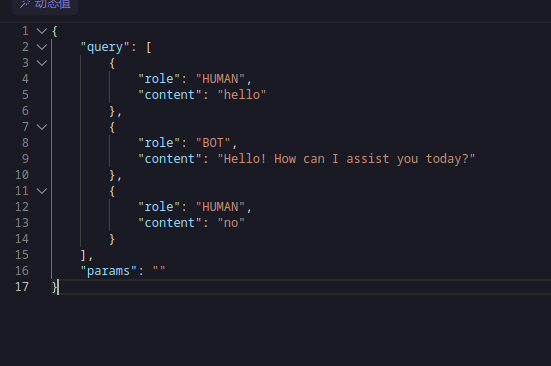 动态值
1 {
2 "query": [
3 {
4 "role": "HUMAN",
5 "content": "hello"
6 },
7 {
8 "role": "BOT",
9 "content": "Hello! How can I assist you today?"
10 },
11 {
12 "role": "HUMAN",
13 "content": "no"
14 }
15 ],
16 "params": ""
17 }